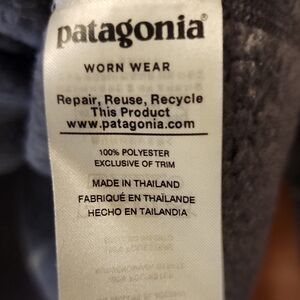 patagonia®
WORN WEAR
Repair, Reuse, Recycle
This Product
www.patagonia.com
100% POLYESTER
EXCLUSIVE OF TRIM
MADE IN THAILAND
FABRIQUÉ EN THAÏLANDE
HECHO EN TAILANDIA